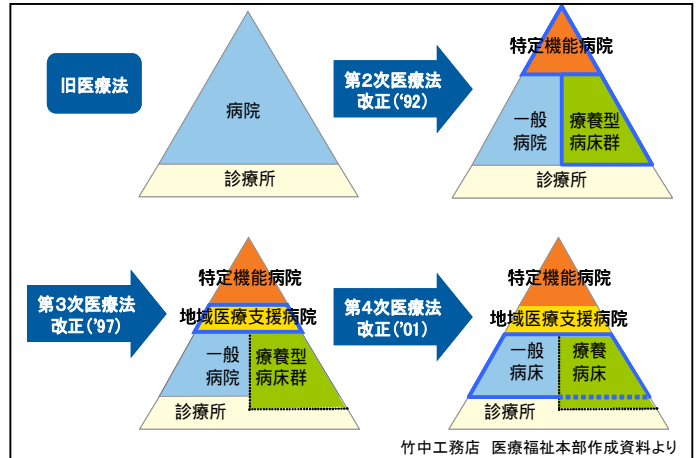 旧医療法
病院
診療所
第2次医療法
改正('92)
特定機能病院
一般
病院
療養型
病床群
診療所
第3次医療法
改正('97)
特定機能病院
地域医療支援病院
一般
病院
療養型
病床群
診療所
第4次医療法
改正('01)
特定機能病院
地域医療支援病院
一般
病床
療養
病床
診療所
竹中工務店 医療福祉本部作成資料より